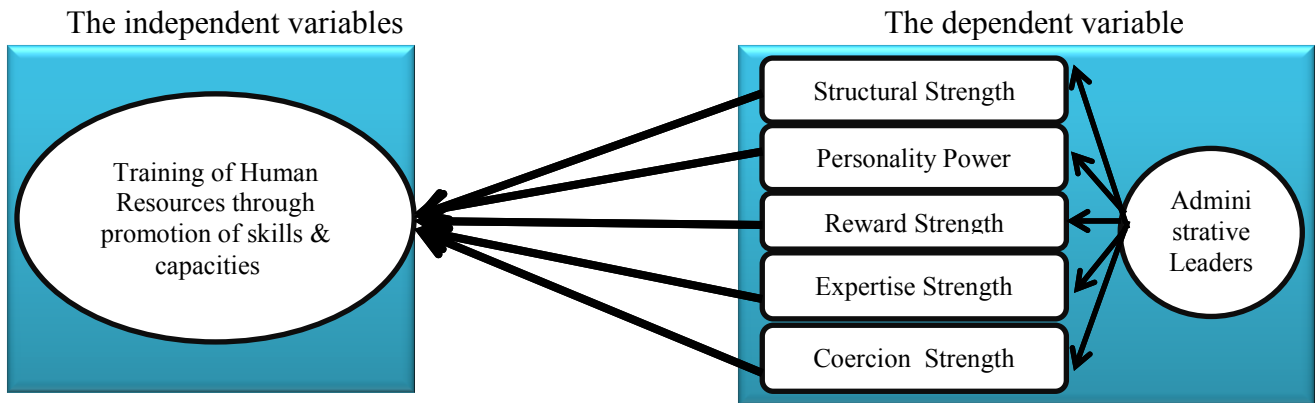 The independent variables
The dependent variable
Training of Human
Resources through
promotion of skills &
capacities
Structural Strength
Personality Power
Reward Strength
Expertise Strength
Coercion Strength
Admini
strative
Leaders